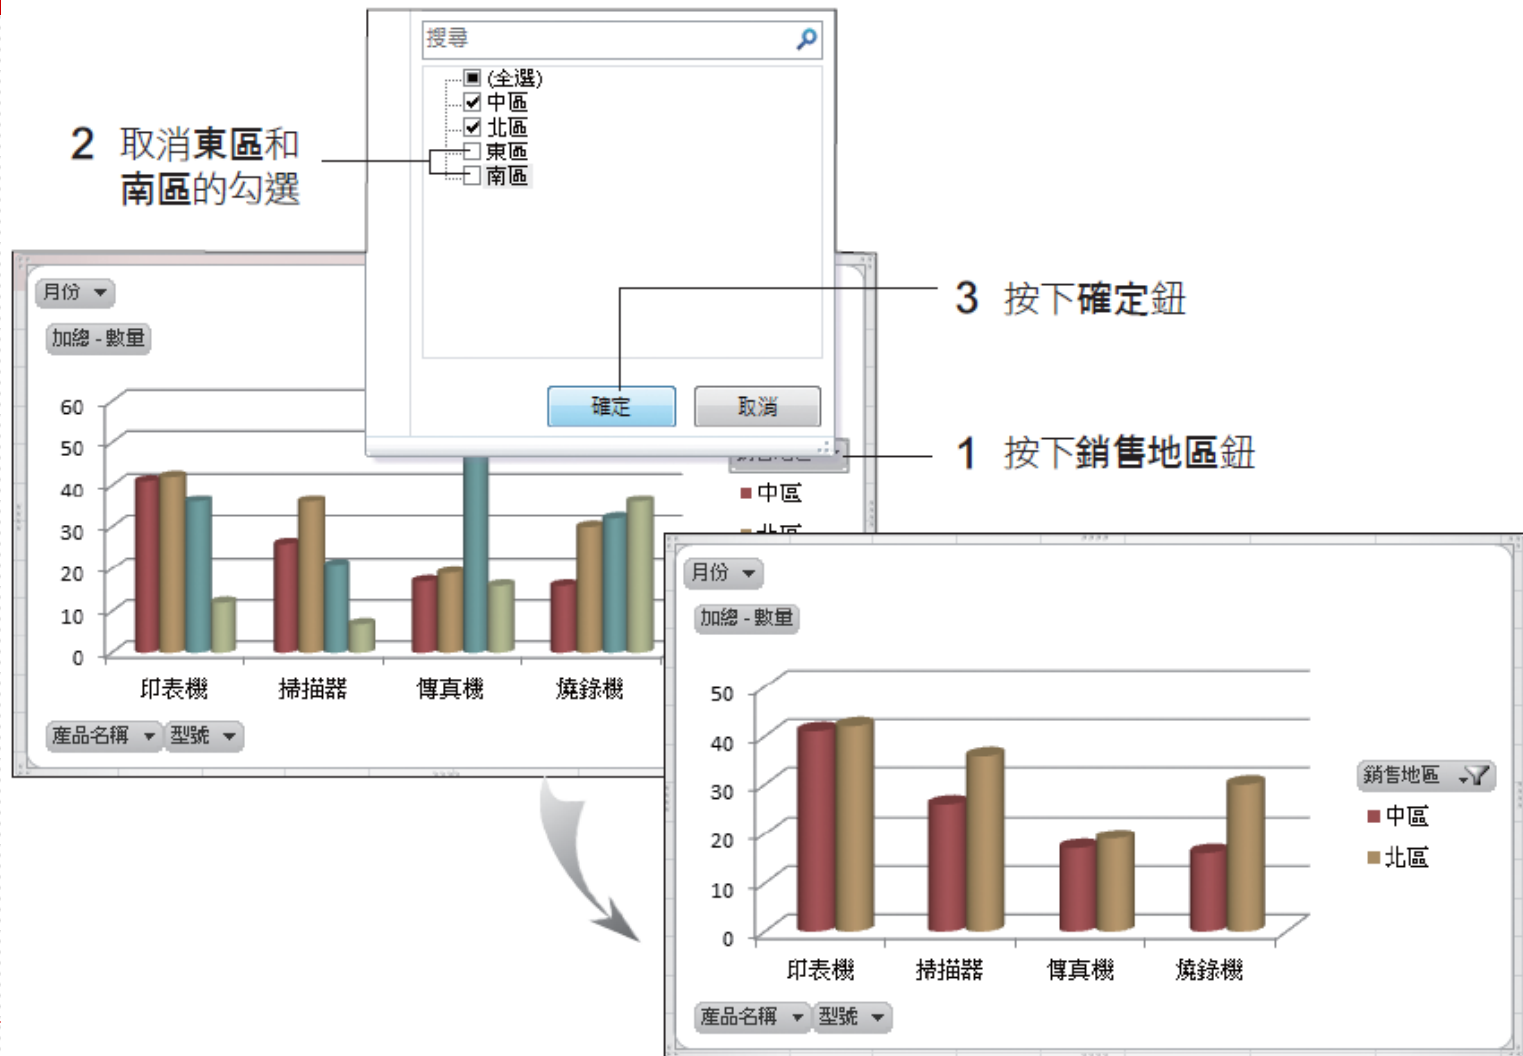 搜尋
(全選)
中區
北區
東區
南區
2 取消東區和
南區的勾選
月份
加總 - 數量
3 按下確定鈕
確定 取消
1 按下銷售地區鈕
中區
60
50
40
30
20
10
0
印表機 掃描器 傳真機 燒錄機
產品名稱 型號
月份
加總 - 數量
50
40
30
20
10
0
印表機 掃描器 傳真機 燒錄機
銷售地區
中區
北區
產品名稱 型號